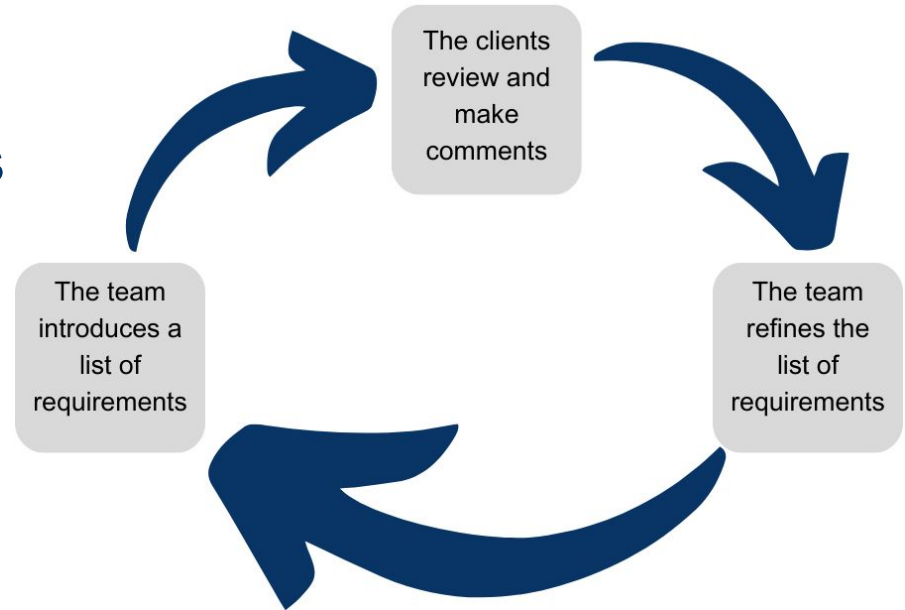 The clients
review and
make
comments
s
The team
introduces a
list of
requirements
The team
refines the
list of
requirements